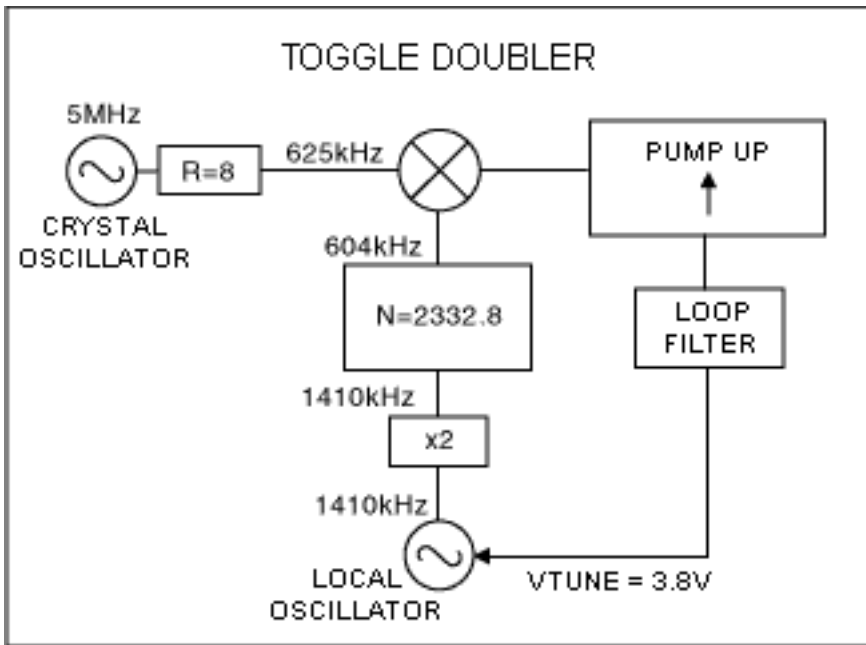 TOGGLE DOUBLER
5MHz
R=8
625kHz
PUMP UP
CRYSTAL
OSCILLATOR
604kHz
N=2332.8
LOOP
FILTER
1410kHz
x2
1410kHz
LOCAL
OSCILLATOR
VTUNE = 3.8V